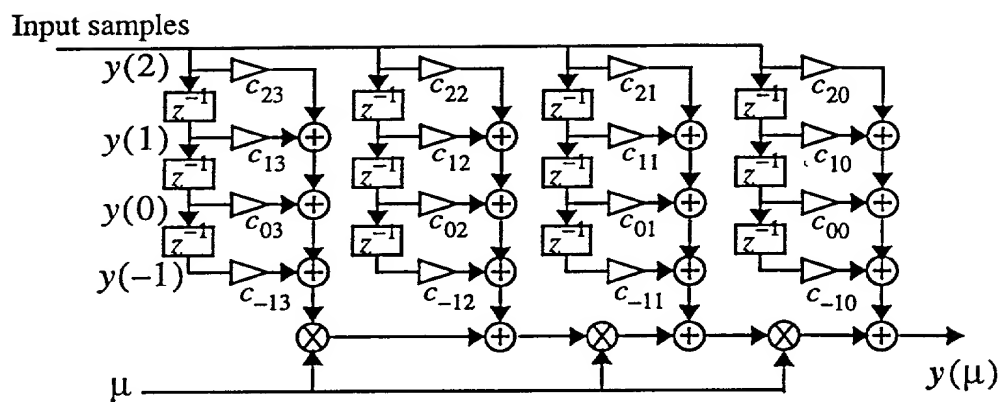 Input samples
y(2) c₂₃ c₂₂ c₂₁ c₂₀
z⁻¹ z⁻¹ z⁻¹ z⁻¹
y(1) c₁₃ c₁₂ c₁₁ c₁₀
z⁻¹ z⁻¹ z⁻¹ z⁻¹
y(0) c₀₃ c₀₂ c₀₁ c₀₀
z⁻¹ z⁻¹ z⁻¹ z⁻¹
y(−1) c₋₁₃ c₋₁₂ c₋₁₁ c₋₁₀
μ y(μ)